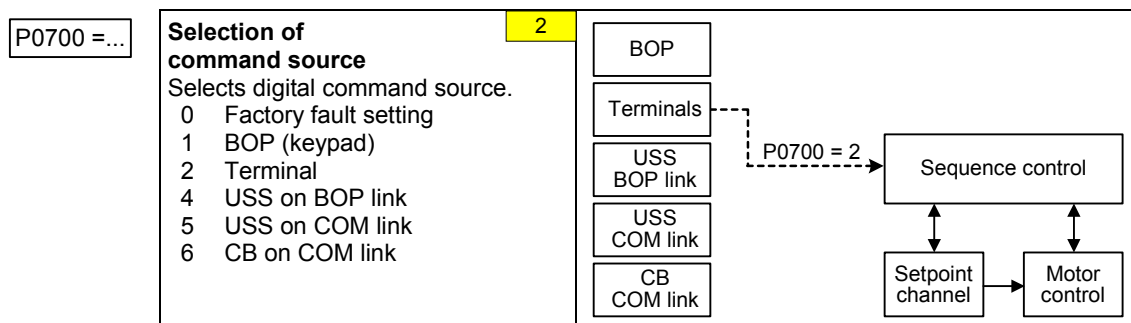 P0700 =...
Selection of
command source
2
Selects digital command source.
0 Factory fault setting
1 BOP (keypad)
2 Terminal
4 USS on BOP link
5 USS on COM link
6 CB on COM link
BOP
Terminals
USS
BOP link
USS
COM link
CB
COM link
P0700 = 2
Sequence control
Setpoint
channel
Motor
control